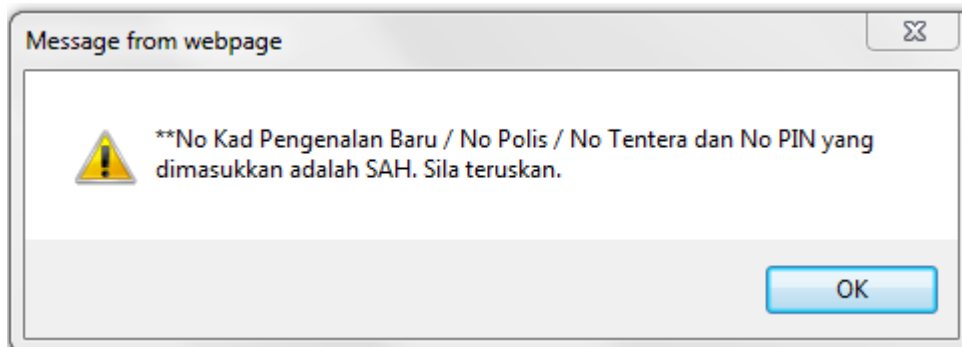 Message from webpage
**No Kad Pengenalan Baru / No Polis / No Tentera dan No PIN yang
dimasukkan adalah SAH. Sila teruskan.
OK